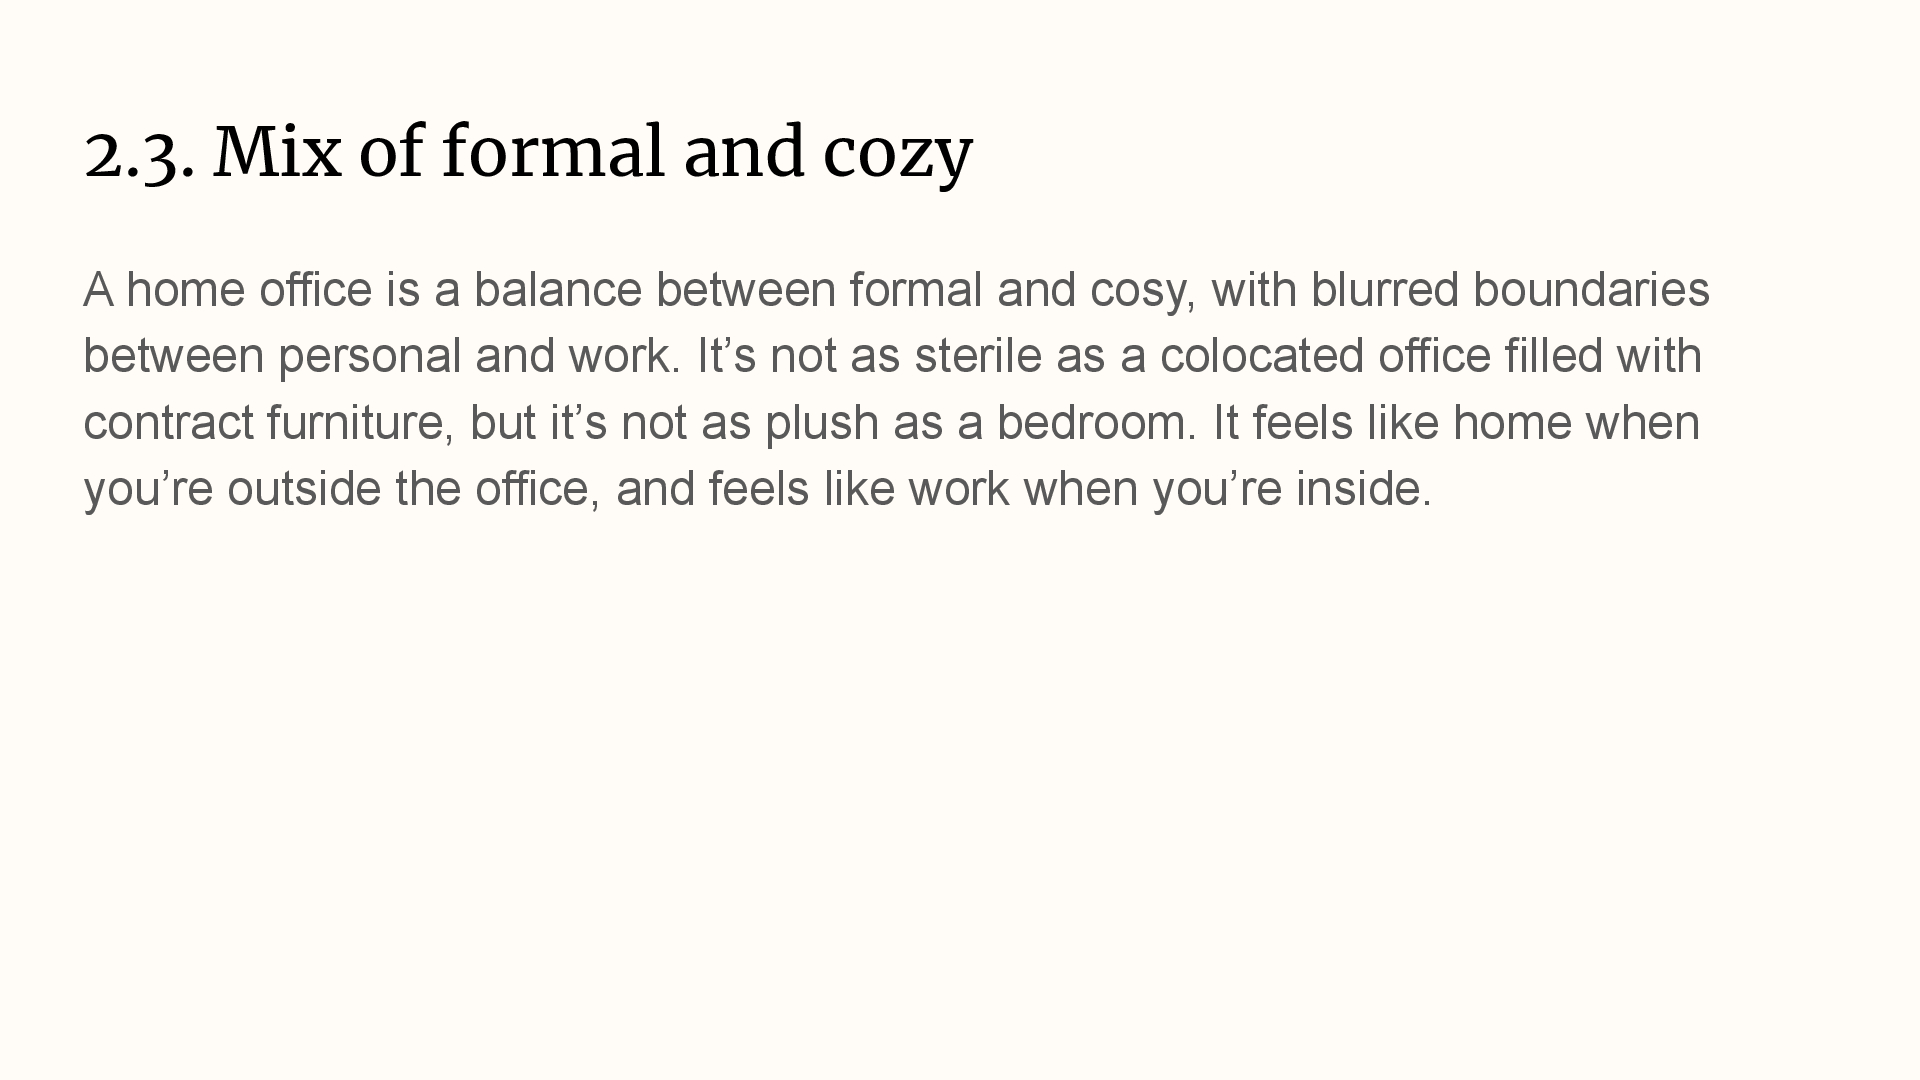 2.3. Mix of formal and cozy
A home office is a balance between formal and cosy, with blurred boundaries
between personal and work. It’s not as sterile as a colocated office filled with
contract furniture, but it’s not as plush as a bedroom. It feels like home when
you’re outside the office, and feels like work when you’re inside.